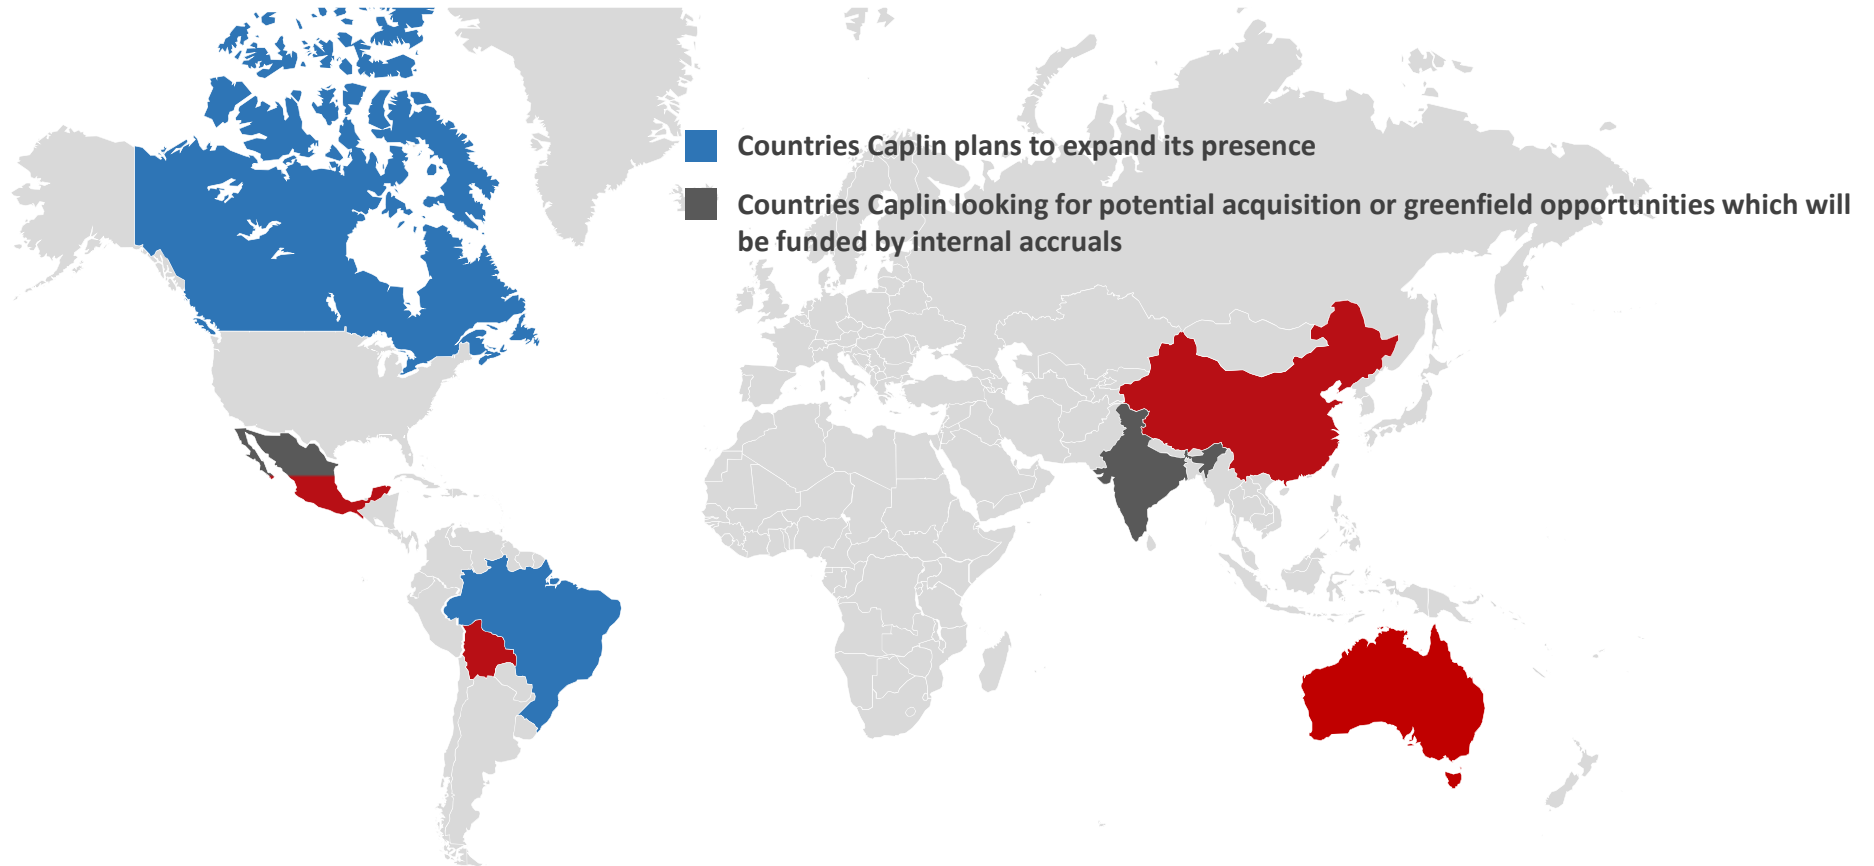 Countries Caplin plans to expand its presence
Countries Caplin looking for potential acquisition or greenfield opportunities which will
be funded by internal accruals